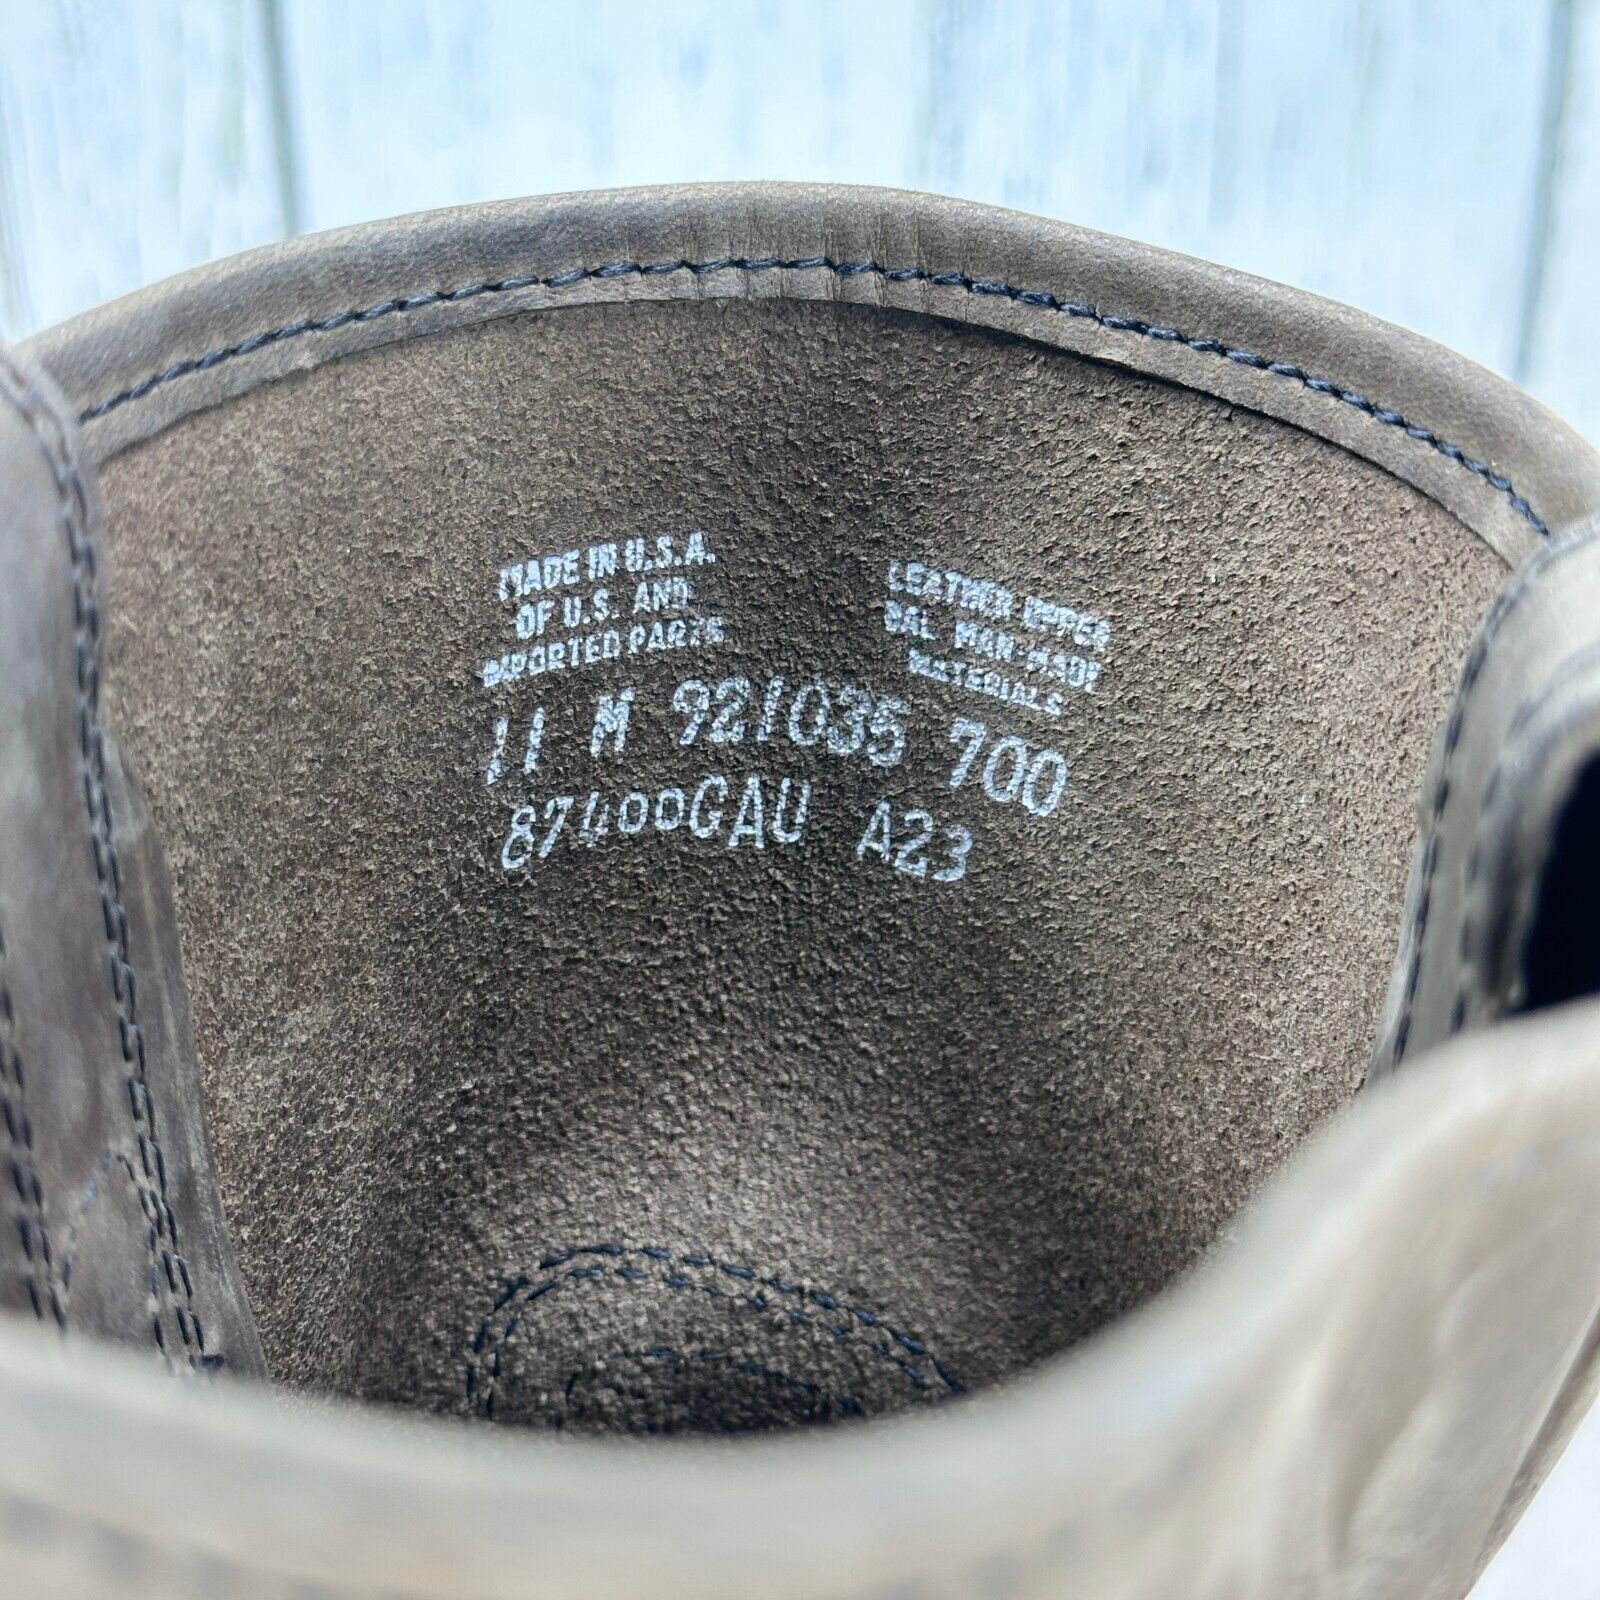 MADE IN U.S.A.
OF U.S. AND
IMPORTED PARTS
LEATHER UPPER
BAL MAN-MADE
MATERIALS
11 M 921035 700
87400GAU A23